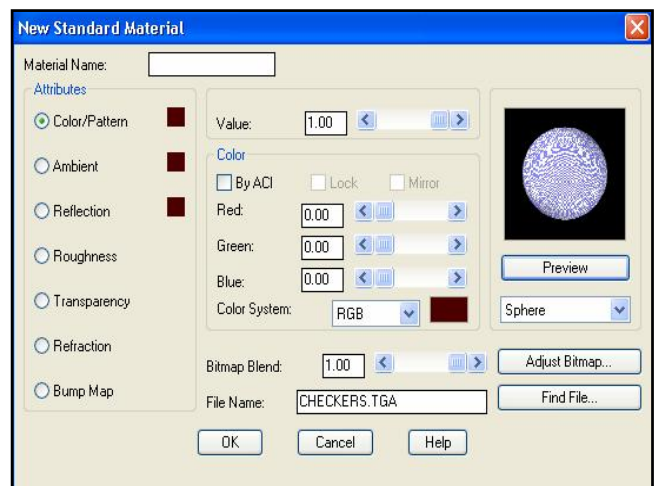 New Standard Material
Material Name:
Attributes
Color/Pattern
Ambient
Reflection
Roughness
Transparency
Refraction
Bump Map
Value: 1.00
Color
By ACI Lock Mirror
Red: 0.00
Green: 0.00
Blue: 0.00
Color System: RGB
Bitmap Blend: 1.00
File Name: CHECKERS.TGA
Preview
Sphere
Adjust Bitmap...
Find File...
OK Cancel Help